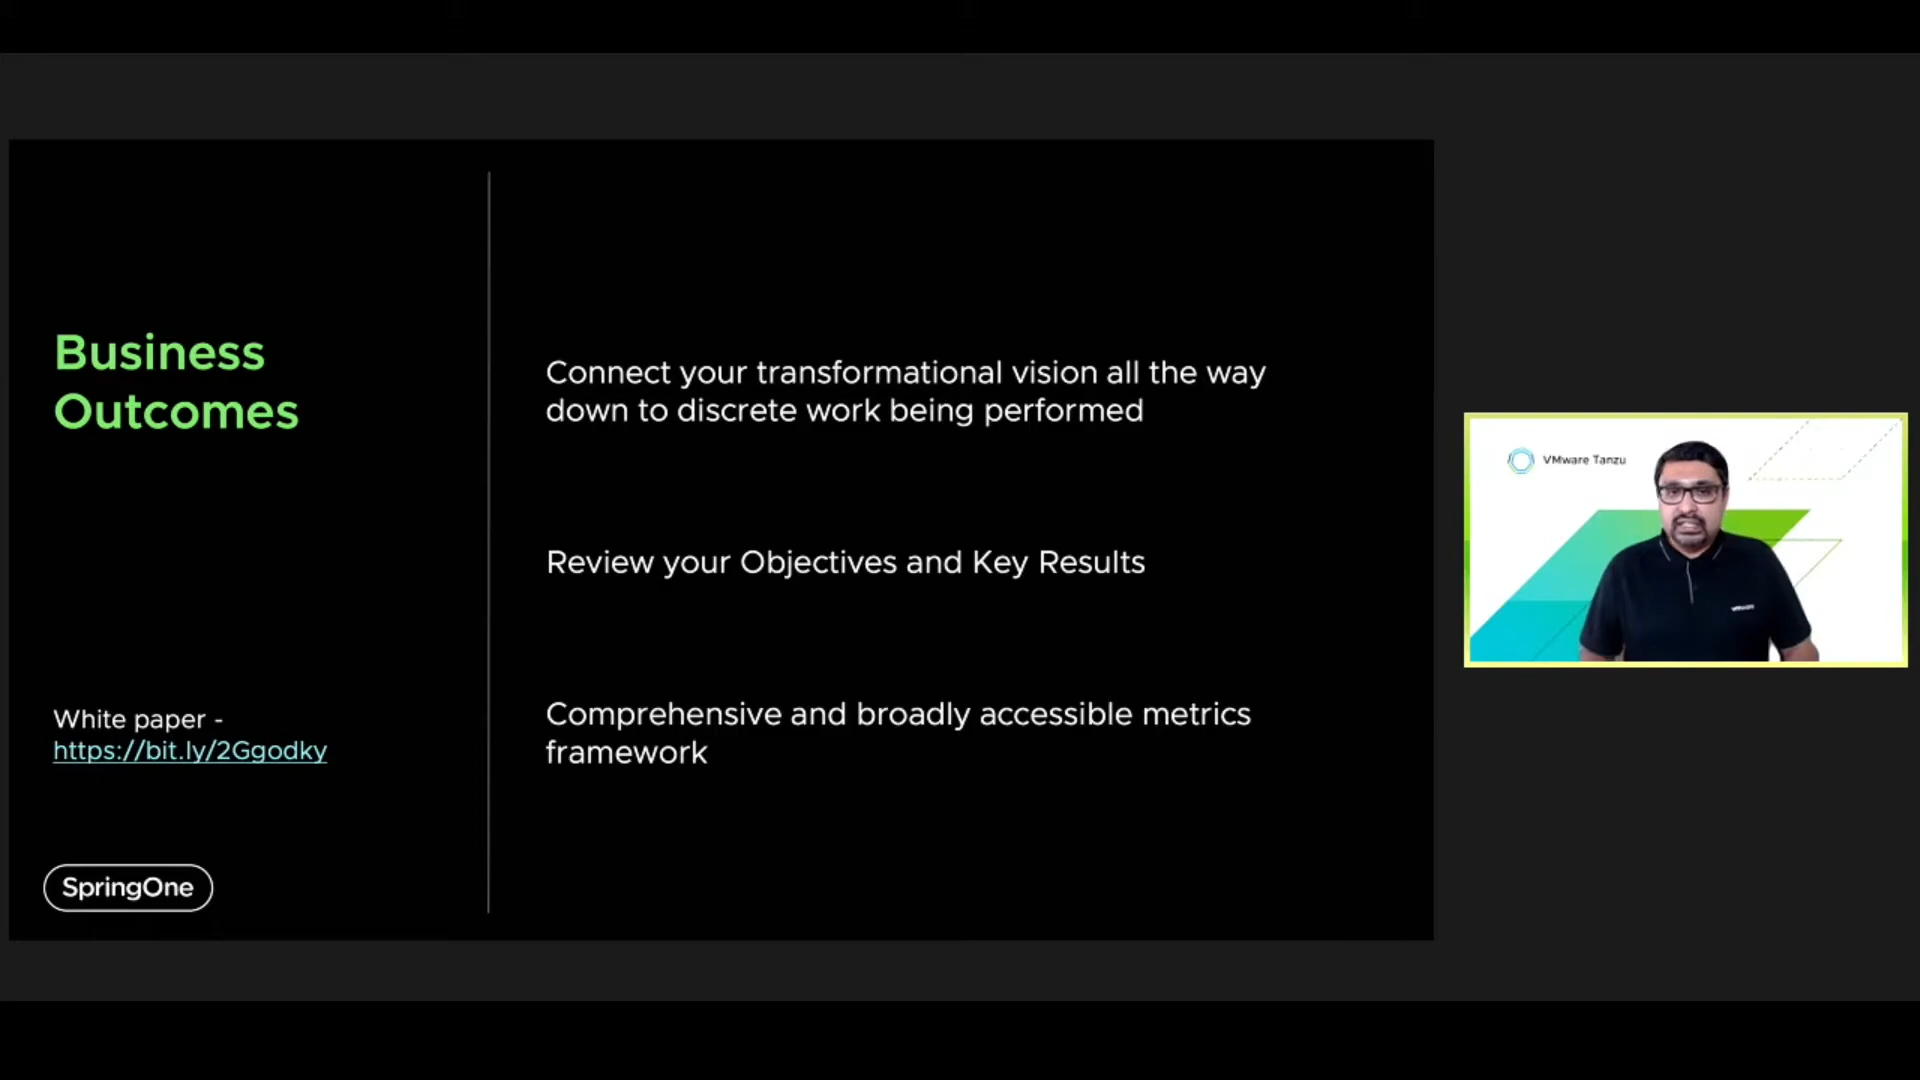 Business
Outcomes
White paper -
https://bit.ly/2Ggodky
SpringOne
Connect your transformational vision all the way
down to discrete work being performed
Review your Objectives and Key Results
Comprehensive and broadly accessible metrics
framework
VMware Tanzu
vmware